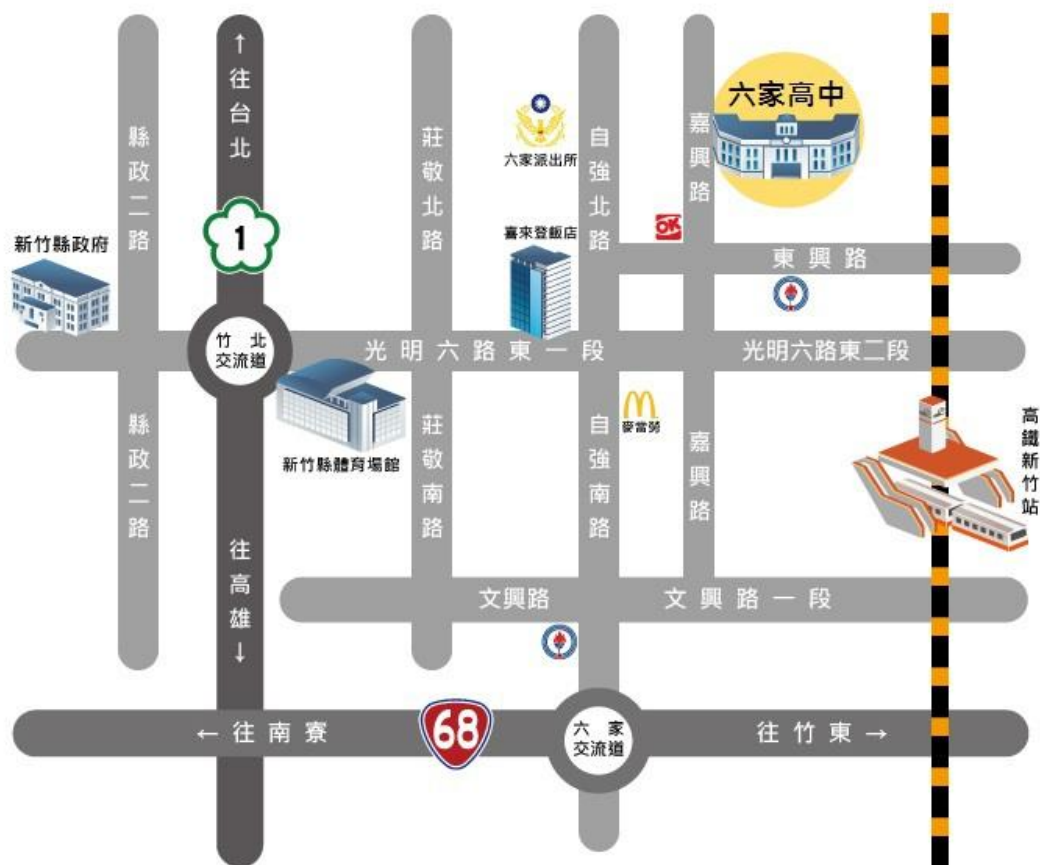 ↑往台北
縣政二路
莊敬北路
六家派出所
自強北路
嘉興路
六家高中
1
新竹縣政府
喜來登飯店
OK
東興路
竹北
交流道
光明六路東一段
光明六路東二段
縣政二路
新竹縣體育場館
莊敬南路
自強南路
麥當勞
嘉興路
高鐵新竹站
往高雄↓
文興路
文興路一段
←往南寮
68
六家
交流道
往竹東→